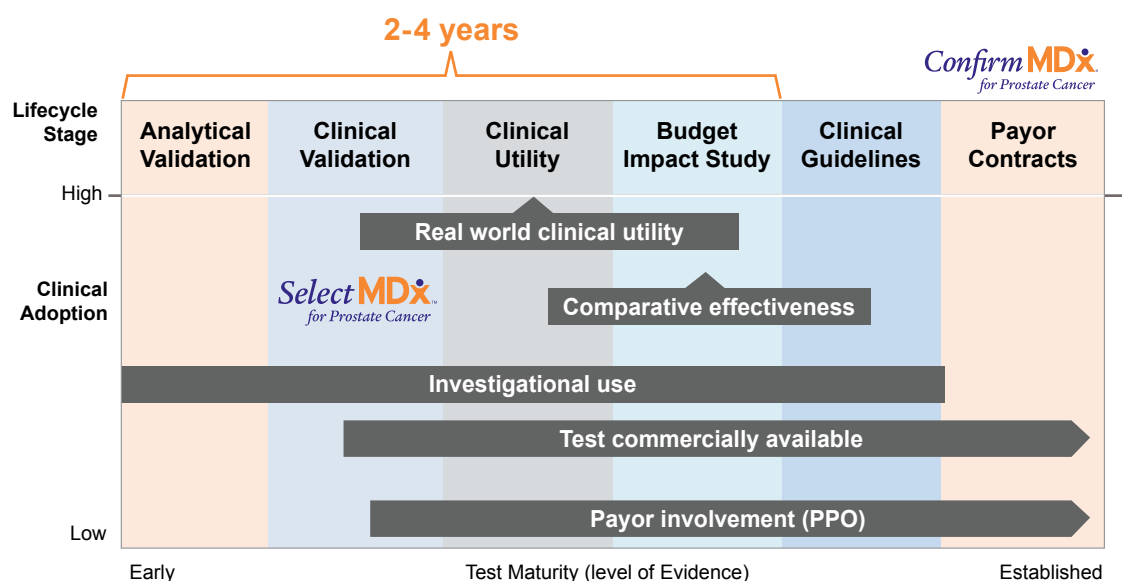 2-4 years
Confirm MDx
for Prostate Cancer
Lifecycle
Stage
Analytical
Validation
Clinical
Validation
Clinical
Utility
Budget
Impact Study
Clinical
Guidelines
Payor
Contracts
High
Real world clinical utility
Clinical
Adoption
Select MDx™
for Prostate Cancer
Comparative effectiveness
Investigational use
Test commercially available
Payor involvement (PPO)
Low
Early
Test Maturity (level of Evidence)
Established